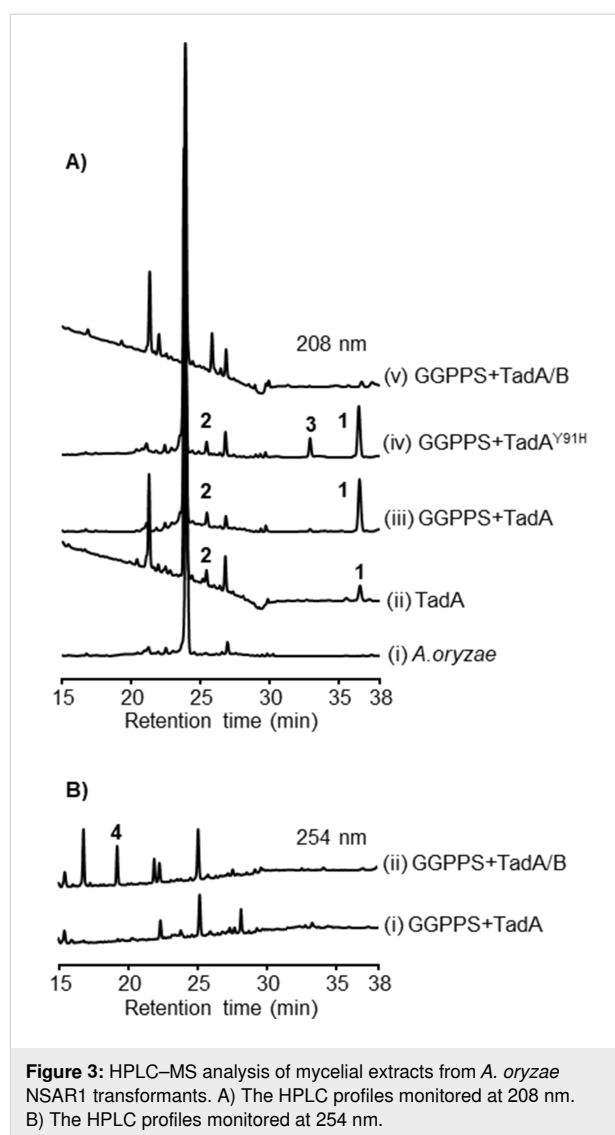 A)
208 nm
(v) GGPPS+TadA/B
2 3 1
(iv) GGPPS+TadA^Y91H
2 1
(iii) GGPPS+TadA
2 1
(ii) TadA
(i) A.oryzae
15 20 25 30 35 38
Retention time (min)
B)
4 254 nm
(ii) GGPPS+TadA/B
(i) GGPPS+TadA
15 20 25 30 35 38
Retention time (min)
Figure 3: HPLC–MS analysis of mycelial extracts from A. oryzae
NSAR1 transformants. A) The HPLC profiles monitored at 208 nm.
B) The HPLC profiles monitored at 254 nm.